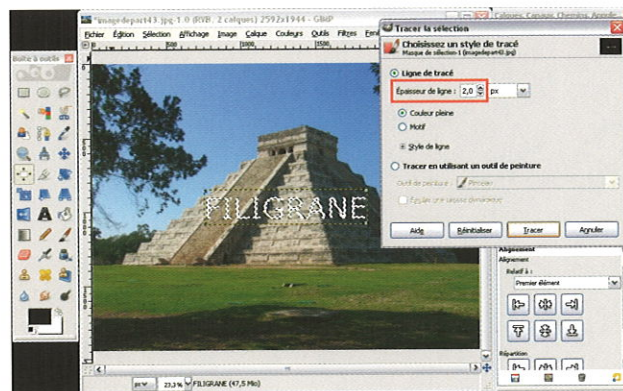 *imagedepart43.jpg-1.0 (RVB, 2 calques) 2592x1944 - GIMP
Fichier Édition Sélection Affichage Image Calque Couleurs Outils Filtres
Boîte à outils
FILIGRANE
px 23,3% FILIGRANE (47,5 Mio)
Calques, Canaux, Chemins,
Tracer la sélection
Choisissez un style de tracé
Masque de sélection-1 (imagedepart43.jpg)
Ligne de tracé
Épaisseur de ligne : 2,0 px
Couleur pleine
Motif
Style de ligne
Tracer en utilisant un outil de peinture
Outil de peinture : Pinceau
Aide Réinitialiser Tracer Annuler
Alignement
Alignement
Relatif à :
Premier élément
Répartition